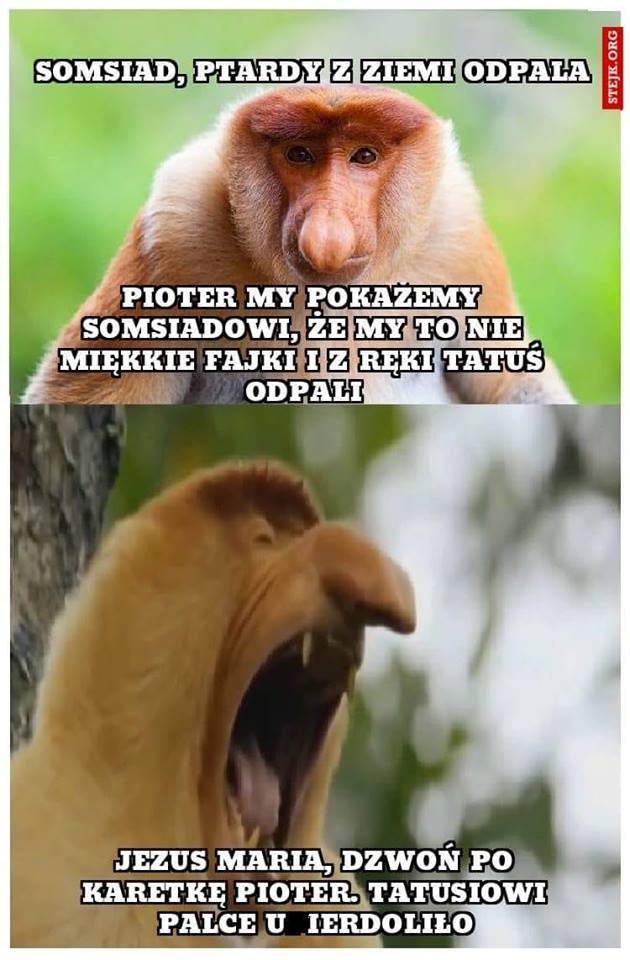 STEJK.ORG
SOMSIAD, PTARDY Z ZIEMI ODPALA
PIOTER MY POKAŻEMY
SOMSIADOWI, ŻE MY TO NIE
MIĘKKIE FAJKI I Z RĘKI TATUŚ
ODPALI
JEZUS MARIA, DZWOŃ PO
KARETKĘ PIOTER. TATUSIOWI
PALCE U IERDOLIŁO